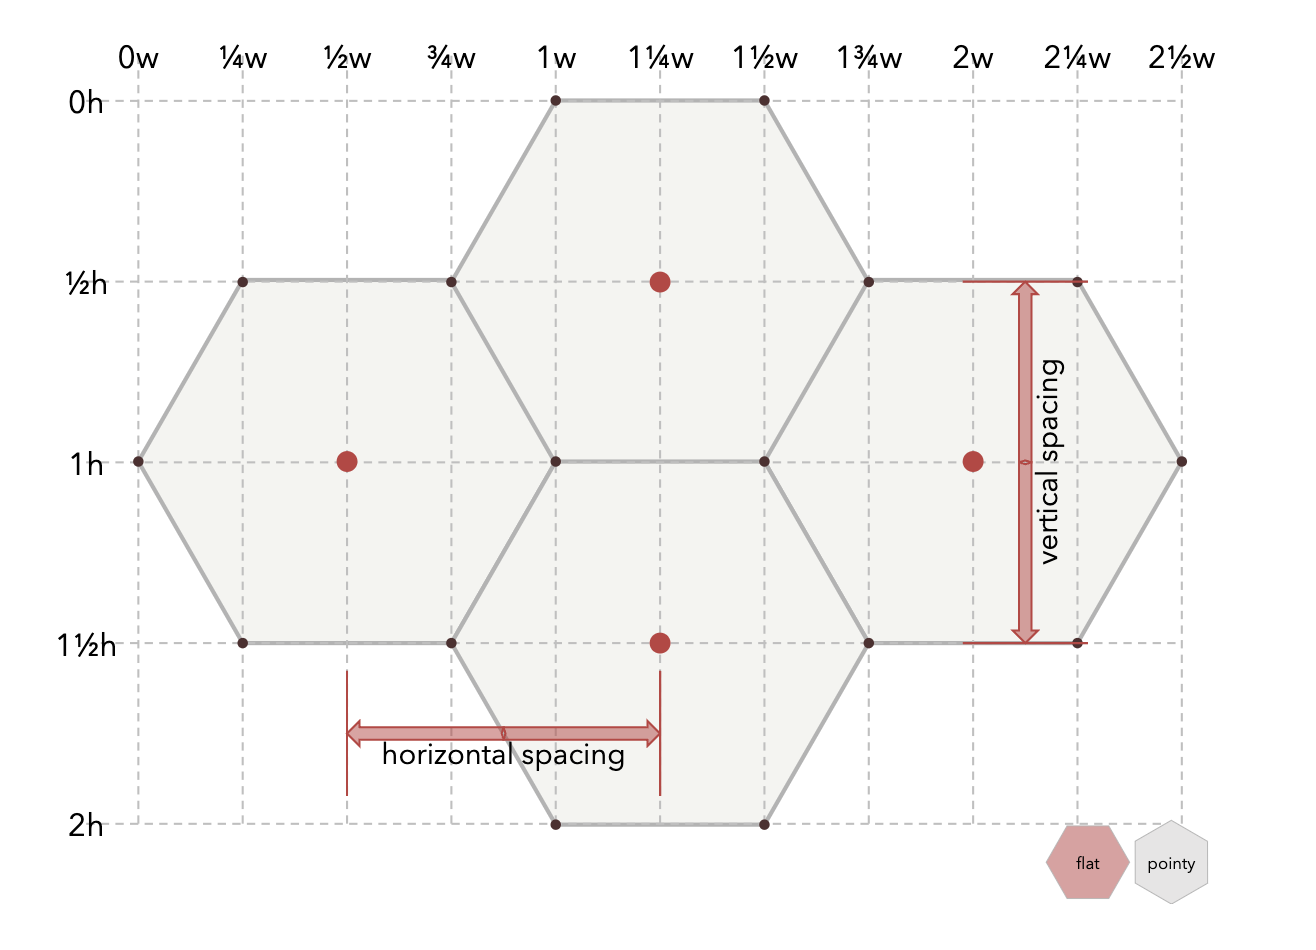 0w ¼w ½w ¾w 1w 1¼w 1½w 1¾w 2w 2¼w 2½w
0h
½h
1h
vertical spacing
1½h
horizontal spacing
2h
flat pointy